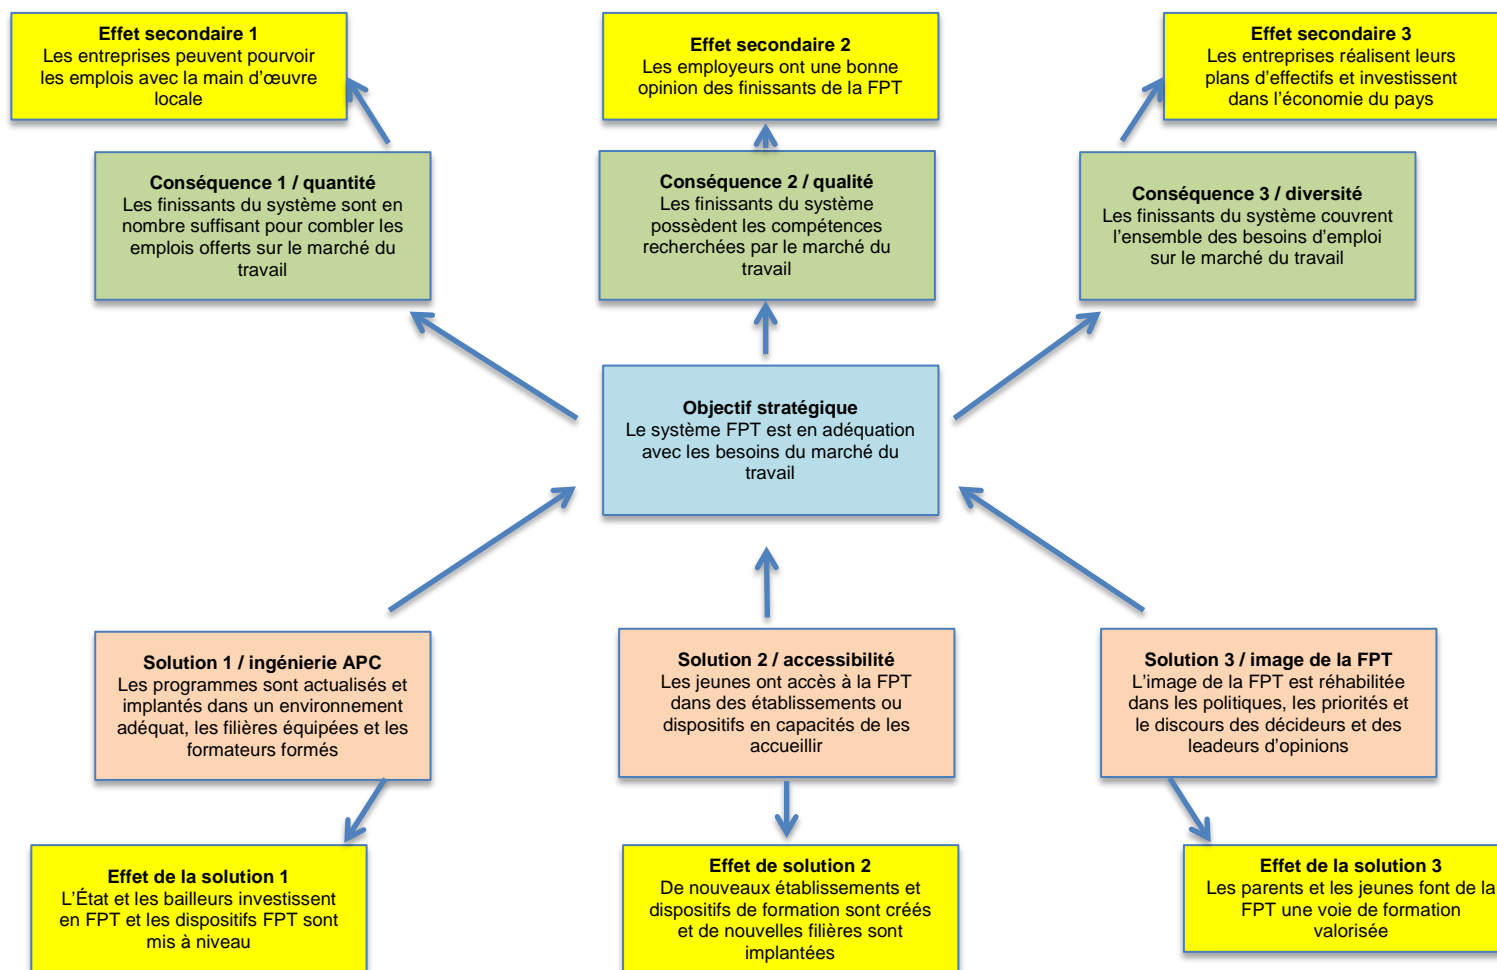 Effet secondaire 1
Les entreprises peuvent pourvoir
les emplois avec la main d'œuvre
locale
Effet secondaire 2
Les employeurs ont une bonne
opinion des finissants de la FPT
Effet secondaire 3
Les entreprises réalisent leurs
plans d'effectifs et investissent
dans l'économie du pays
Conséquence 1 / quantité
Les finissants du système sont en
nombre suffisant pour combler les
emplois offerts sur le marché du
travail
Conséquence 2 / qualité
Les finissants du système
possèdent les compétences
recherchées par le marché du
travail
Conséquence 3 / diversité
Les finissants du système couvrent
l'ensemble des besoins d'emploi
sur le marché du travail
Objectif stratégique
Le système FPT est en adéquation
avec les besoins du marché du
travail
Solution 1 / ingénierie APC
Les programmes sont actualisés et
implantés dans un environnement
adéquat, les filières équipées et les
formateurs formés
Solution 2 / accessibilité
Les jeunes ont accès à la FPT
dans des établissements ou
dispositifs en capacités de les
accueillir
Solution 3 / image de la FPT
L'image de la FPT est réhabilitée
dans les politiques, les priorités et
le discours des décideurs et des
leadeurs d'opinions
Effet de la solution 1
L'État et les bailleurs investissent
en FPT et les dispositifs FPT sont
mis à niveau
Effet de solution 2
De nouveaux établissements et
dispositifs de formation sont créés
et de nouvelles filières sont
implantées
Effet de la solution 3
Les parents et les jeunes font de la
FPT une voie de formation
valorisée